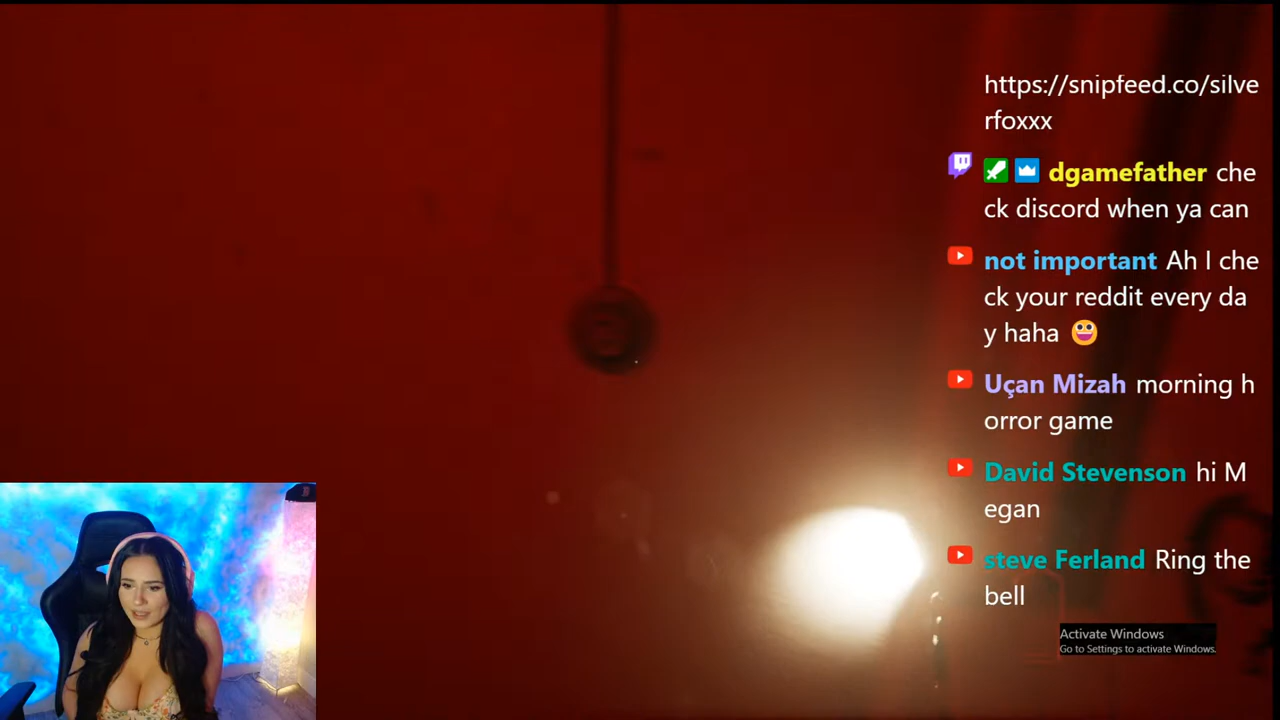 https://snipfeed.co/silve
rfoxxx
dgamefather che
ck discord when ya can
not important Ah I che
ck your reddit every da
y haha 😀
Uçan Mizah morning h
orror game
David Stevenson hi M
egan
steve Ferland Ring the
bell
Activate Windows
Go to Settings to activate Windows.